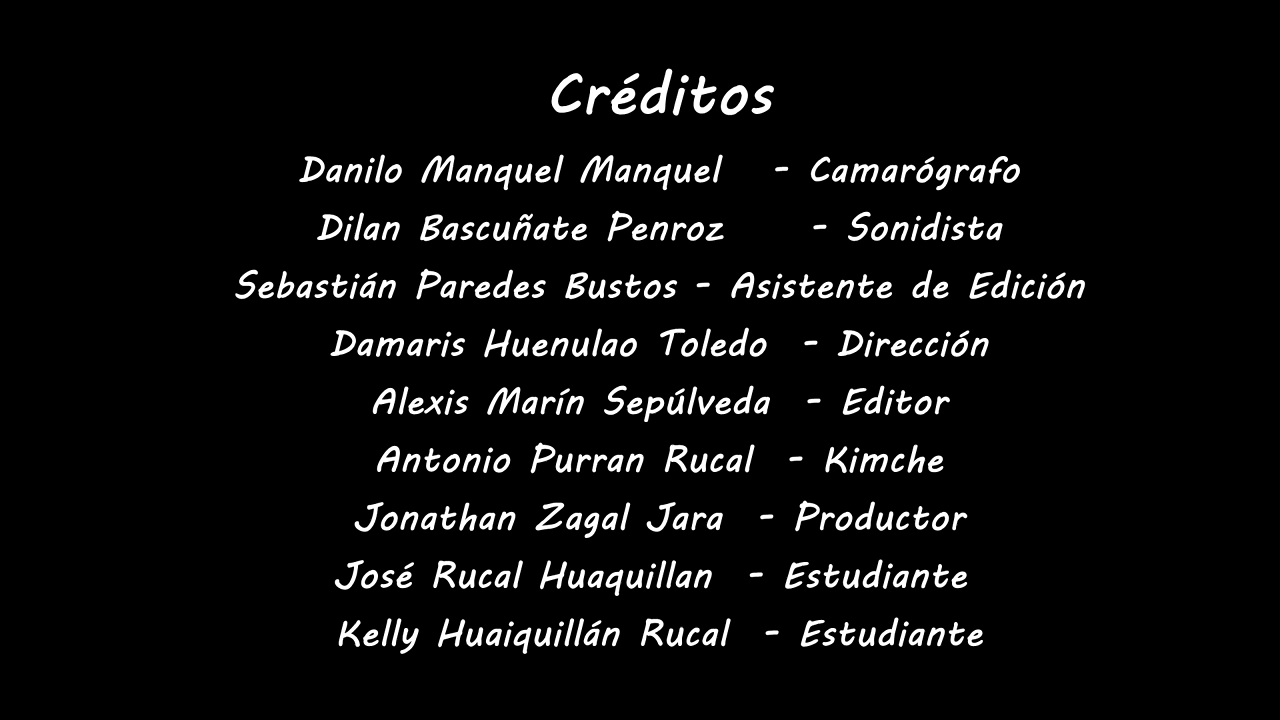 Créditos
Danilo Manquel Manquel - Camarógrafo
Dilan Bascuñate Penroz - Sonidista
Sebastián Paredes Bustos - Asistente de Edición
Damaris Huenulao Toledo - Dirección
Alexis Marín Sepúlveda - Editor
Antonio Purran Rucal - Kimche
Jonathan Zagal Jara - Productor
José Rucal Huaquillan - Estudiante
Kelly Huaiquillán Rucal - Estudiante